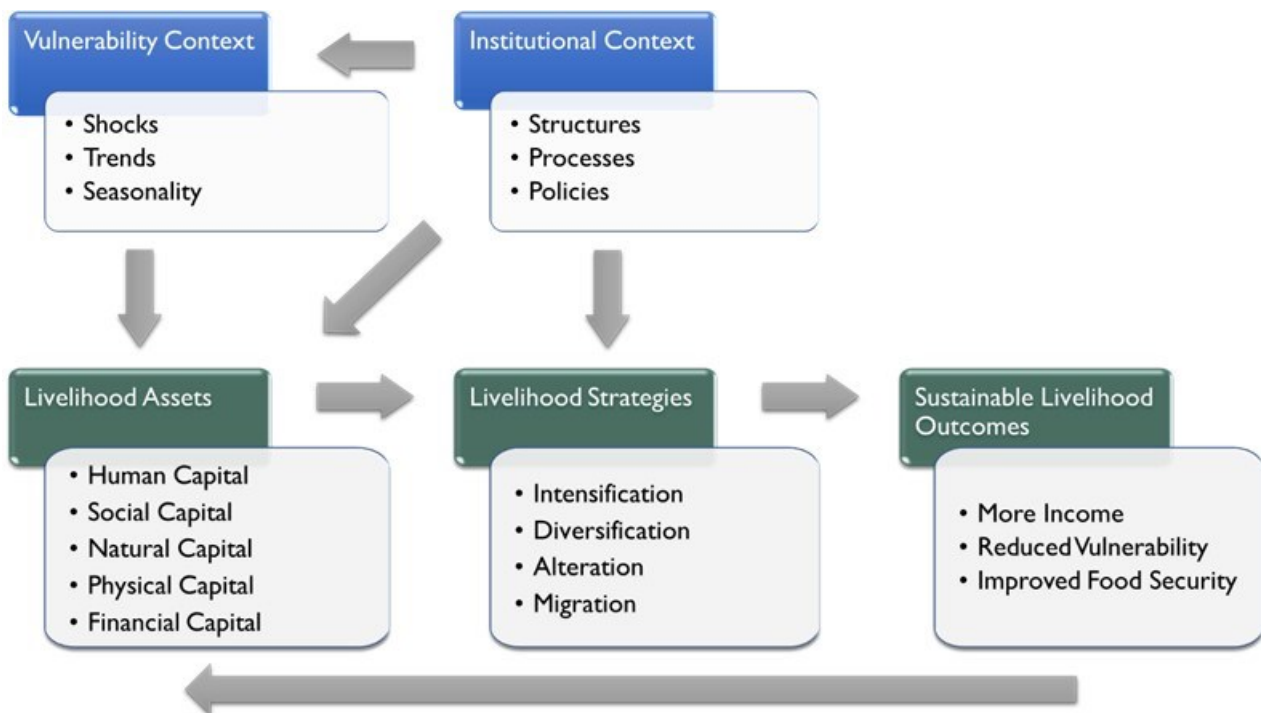 Vulnerability Context
• Shocks
• Trends
• Seasonality
Institutional Context
• Structures
• Processes
• Policies
Livelihood Assets
• Human Capital
• Social Capital
• Natural Capital
• Physical Capital
• Financial Capital
Livelihood Strategies
• Intensification
• Diversification
• Alteration
• Migration
Sustainable Livelihood
Outcomes
• More Income
• Reduced Vulnerability
• Improved Food Security